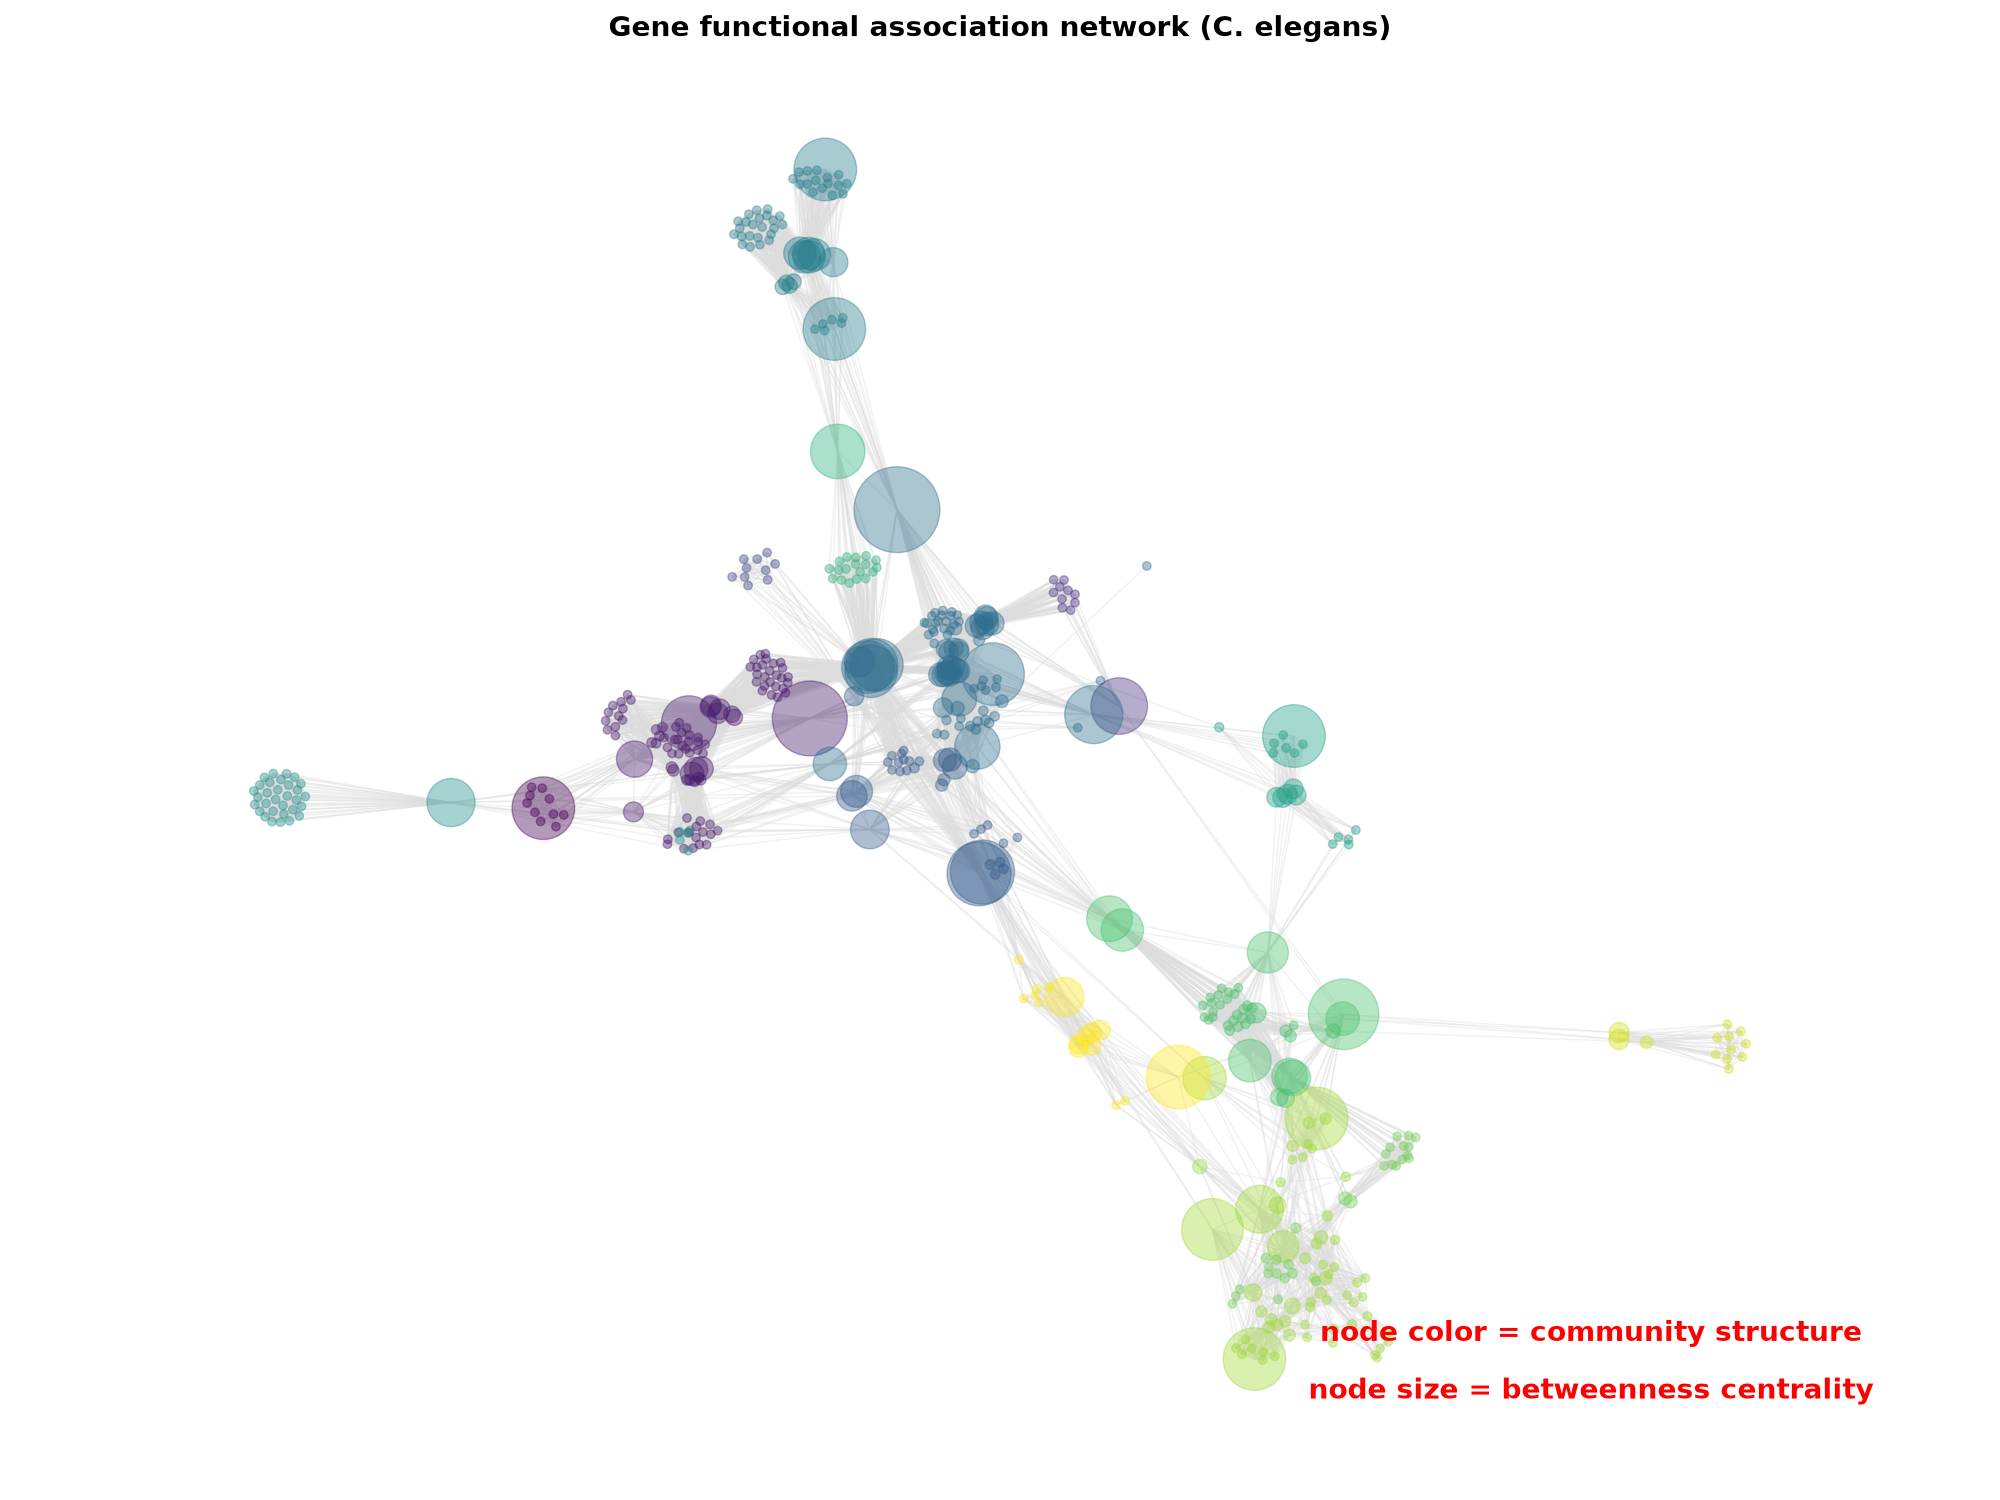 Gene functional association network (C. elegans)
node color = community structure
node size = betweenness centrality